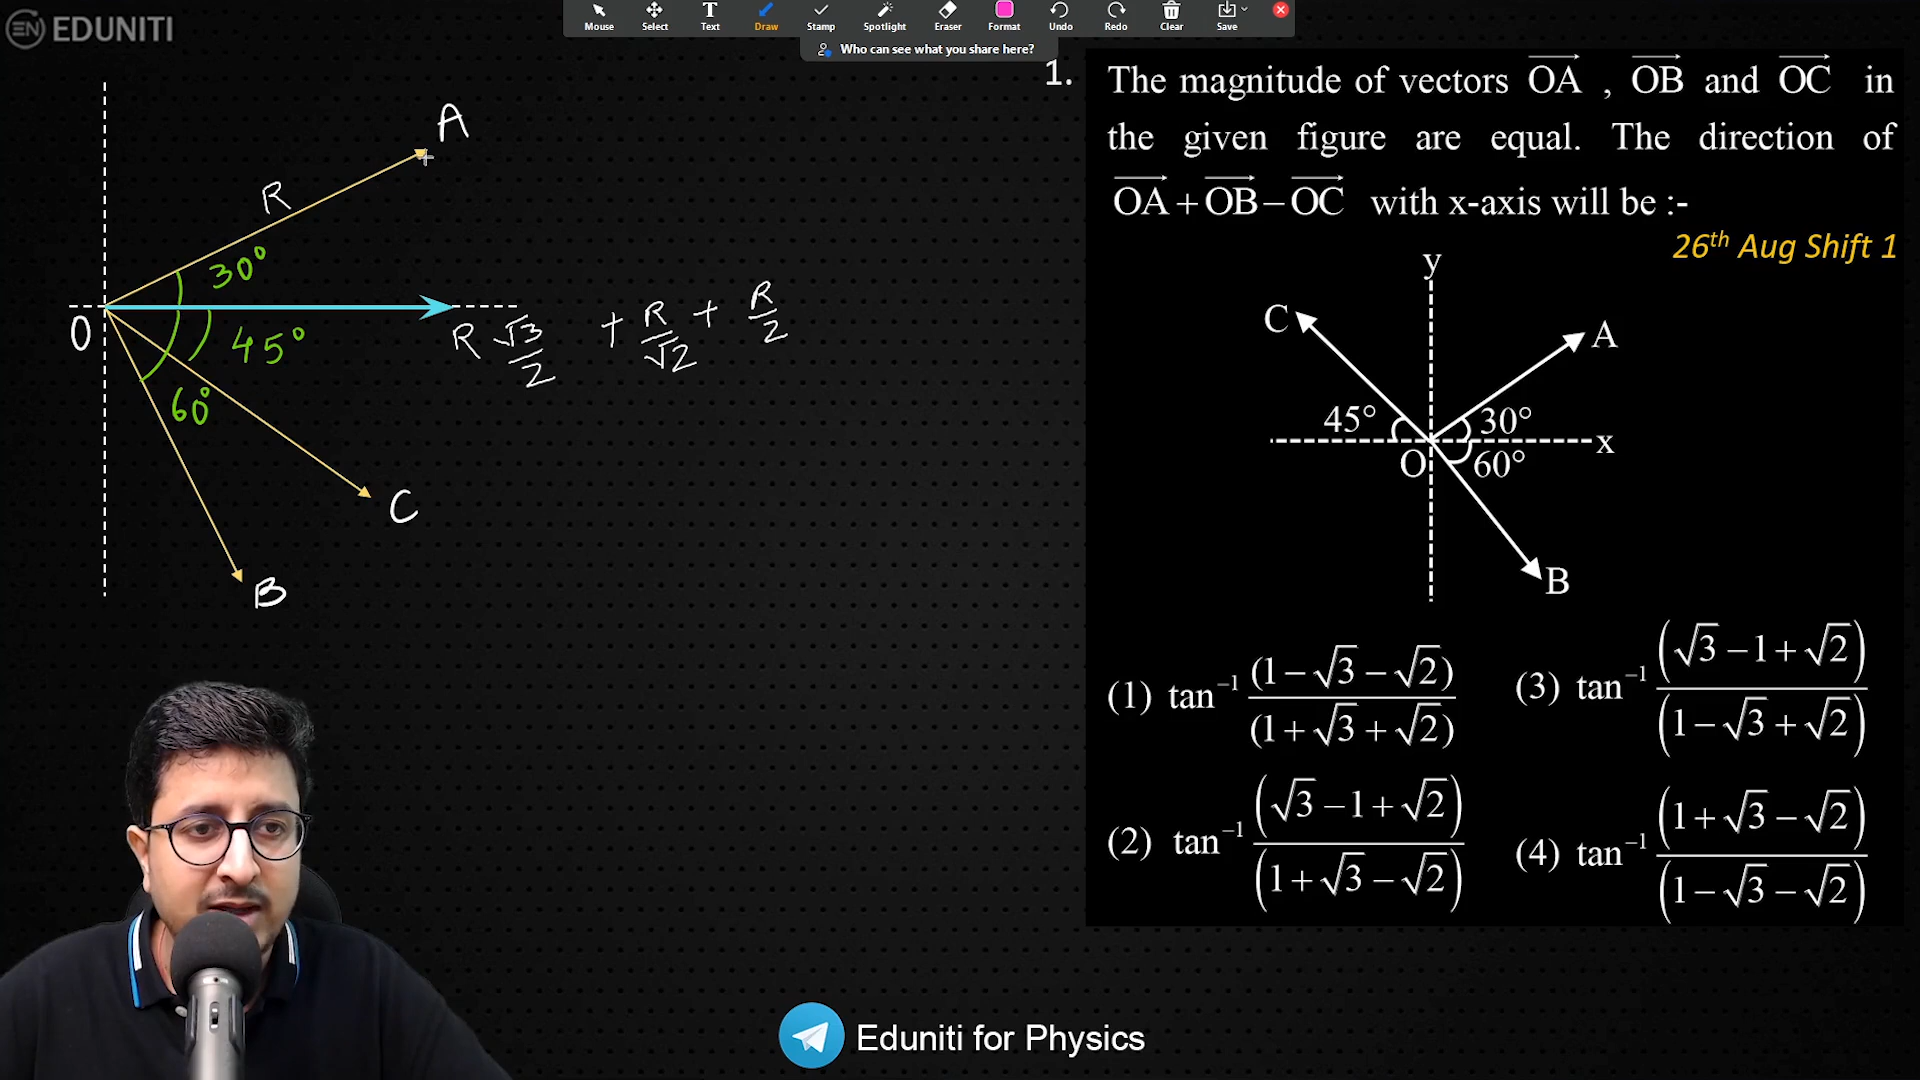 EN EDUNITI
Mouse Select Text Draw Stamp Spotlight Eraser Format Undo Redo Clear Save
Who can see what you share here?
1. The magnitude of vectors OA⃗ , OB⃗ and OC⃗ in
the given figure are equal. The direction of
OA⃗ + OB⃗ − OC⃗ with x-axis will be :-
26th Aug Shift 1
A
R
30°
O
45°
R √3/2 + R/√2 + R/2
60°
C
B
y
C
A
45°
30°
x
O
60°
B
(1) tan⁻¹ (1 − √3 − √2) / (1 + √3 + √2)
(2) tan⁻¹ (√3 − 1 + √2) / (1 + √3 − √2)
(3) tan⁻¹ (√3 − 1 + √2) / (1 − √3 + √2)
(4) tan⁻¹ (1 + √3 − √2) / (1 − √3 − √2)
Eduniti for Physics